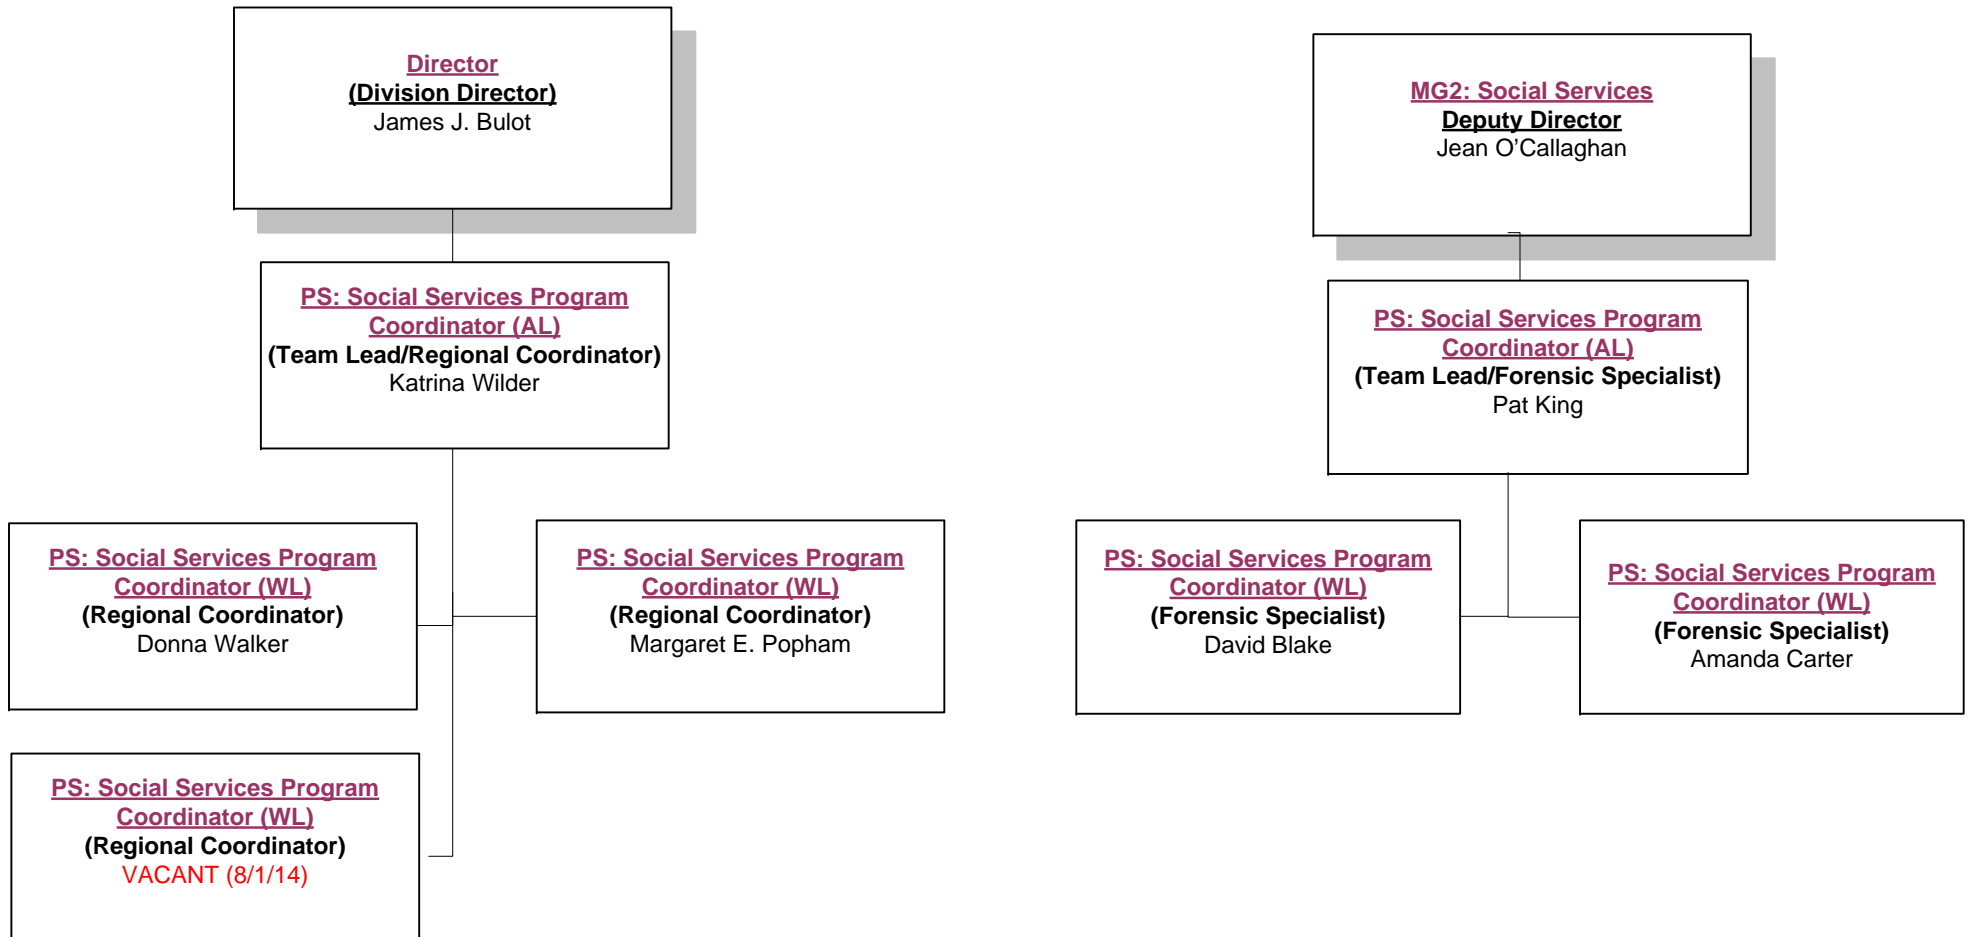 Director
(Division Director)
James J. Bulot
MG2: Social Services
Deputy Director
Jean O’Callaghan
PS: Social Services Program
Coordinator (AL)
(Team Lead/Regional Coordinator)
Katrina Wilder
PS: Social Services Program
Coordinator (AL)
(Team Lead/Forensic Specialist)
Pat King
PS: Social Services Program
Coordinator (WL)
(Regional Coordinator)
Donna Walker
PS: Social Services Program
Coordinator (WL)
(Regional Coordinator)
Margaret E. Popham
PS: Social Services Program
Coordinator (WL)
(Forensic Specialist)
David Blake
PS: Social Services Program
Coordinator (WL)
(Forensic Specialist)
Amanda Carter
PS: Social Services Program
Coordinator (WL)
(Regional Coordinator)
VACANT (8/1/14)